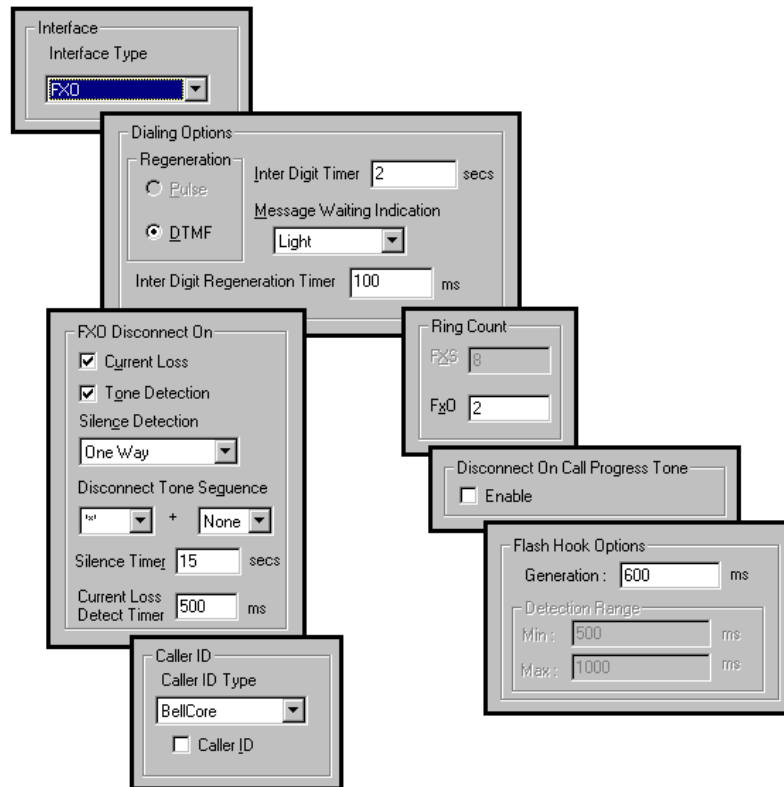 Interface
Interface Type
FXO
Dialing Options
Regeneration
Pulse
DTMF
Inter Digit Timer 2 secs
Message Waiting Indication
Light
Inter Digit Regeneration Timer 100 ms
FXO Disconnect On
Current Loss
Tone Detection
Silence Detection
One Way
Disconnect Tone Sequence
'*' + None
Silence Timer 15 secs
Current Loss
Detect Timer 500 ms
Ring Count
FXS 8
FxO 2
Disconnect On Call Progress Tone
Enable
Flash Hook Options
Generation : 600 ms
Detection Range
Min : 500 ms
Max : 1000 ms
Caller ID
Caller ID Type
BellCore
Caller ID